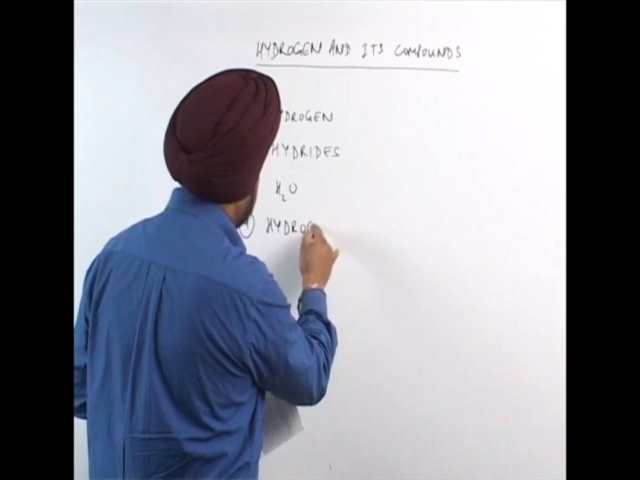 HYDROGEN AND ITS COMPOUNDS
DROGEN
HYDRIDES
H₂O
HYDROG